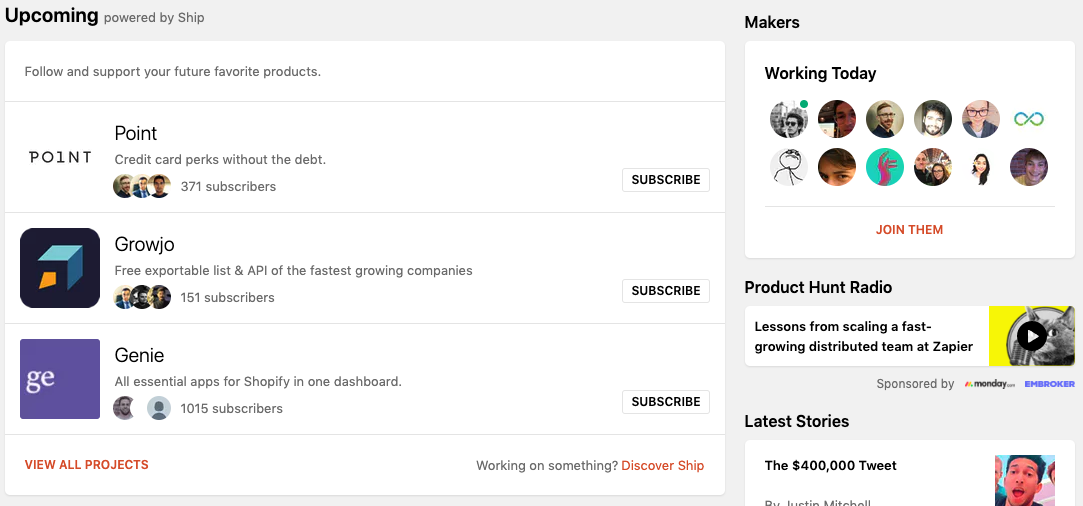 Upcoming powered by Ship
Follow and support your future favorite products.
POINT
Point
Credit card perks without the debt.
371 subscribers
SUBSCRIBE
Growjo
Free exportable list & API of the fastest growing companies
151 subscribers
SUBSCRIBE
ge
Genie
All essential apps for Shopify in one dashboard.
1015 subscribers
SUBSCRIBE
VIEW ALL PROJECTS
Working on something? Discover Ship
Makers
Working Today
JOIN THEM
Product Hunt Radio
Lessons from scaling a fast-
growing distributed team at Zapier
Sponsored by monday.com EMBROKER
Latest Stories
The $400,000 Tweet
By Justin Mitchell